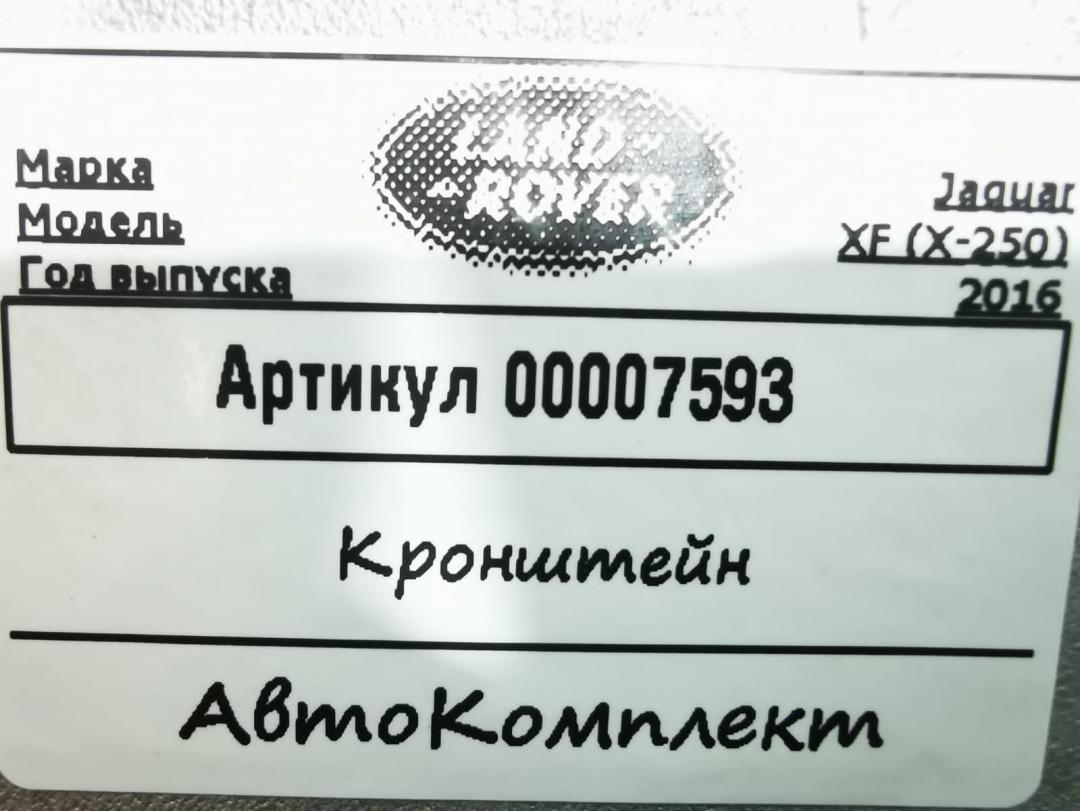 LAND
ROVER
Марка Jaguar
Модель XF (X-250)
Год выпуска 2016
Артикул 00007593
Кронштейн
АвтоКомплект